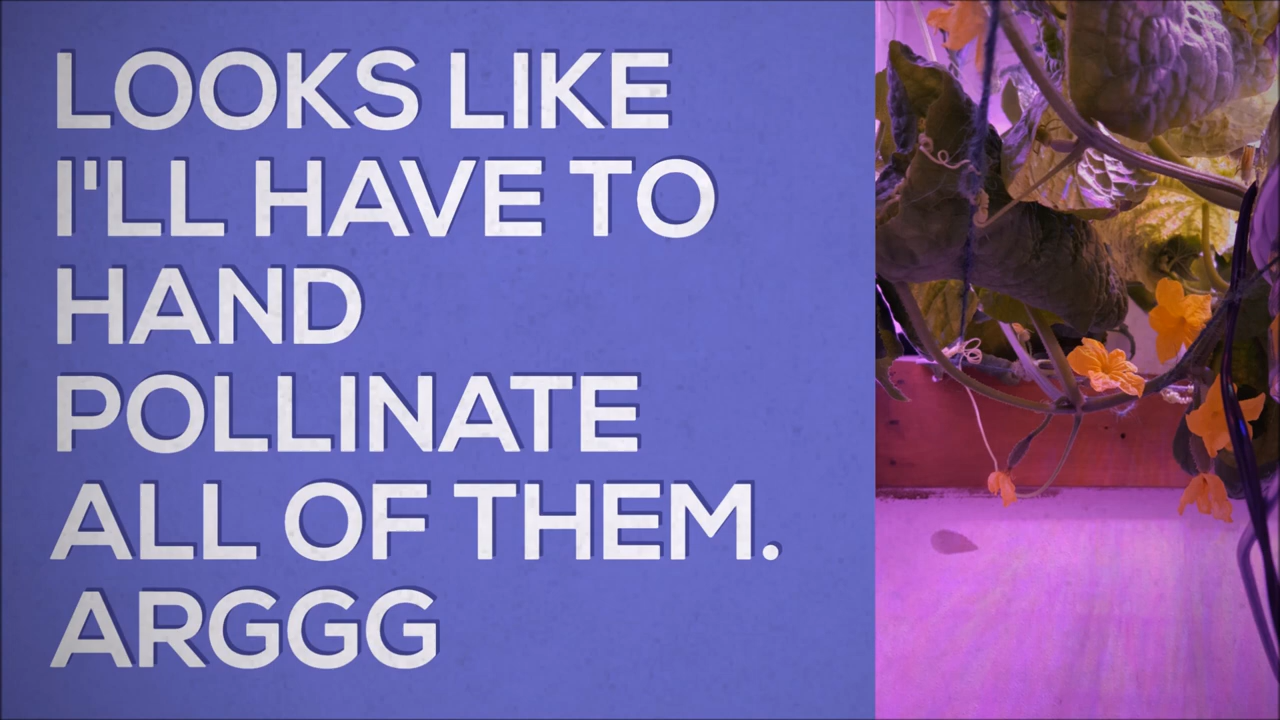 LOOKS LIKE
I'LL HAVE TO
HAND
POLLINATE
ALL OF THEM.
ARGGG